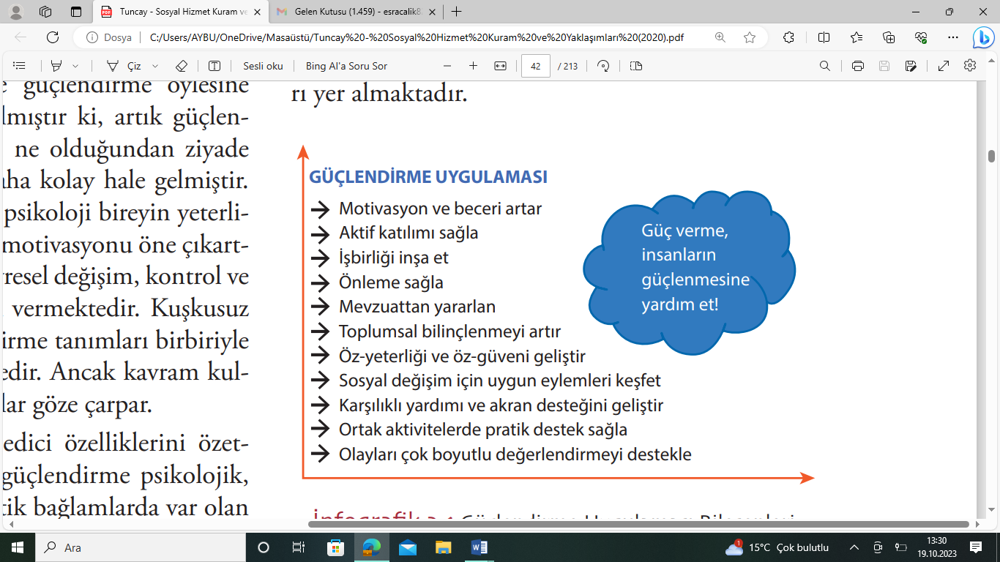 Tuncay - Sosyal Hizmet Kuram ve
Gelen Kutusu (1.459) - esracalik8
Dosya
C:/Users/AYBU/OneDrive/Masaüstü/Tuncay%20-%20Sosyal%20Hizmet%20Kuram%20ve%20Yaklaşımları%20(2020).pdf
Çiz
Sesli oku
Bing AI'a Soru Sor
42 / 213
e güçlendirme öylesine
lmıştır ki, artık güçlen-
ne olduğundan ziyade
aha kolay hale gelmiştir.
psikoloji bireyin yeterli-
motivasyonu öne çıkart-
resel değişim, kontrol ve
vermektedir. Kuşkusuz
irme tanımları birbiriyle
edir. Ancak kavram kul-
lar göze çarpar.
edici özelliklerini özet-
güçlendirme psikolojik,
tik bağlamlarda var olan
rı yer almaktadır.
GÜÇLENDİRME UYGULAMASI
Motivasyon ve beceri artar
Aktif katılımı sağla
İşbirliği inşa et
Önleme sağla
Mevzuattan yararlan
Toplumsal bilinçlenmeyi artır
Öz-yeterliği ve öz-güveni geliştir
Sosyal değişim için uygun eylemleri keşfet
Karşılıklı yardımı ve akran desteğini geliştir
Ortak aktivitelerde pratik destek sağla
Olayları çok boyutlu değerlendirmeyi destekle
Güç verme,
insanların
güçlenmesine
yardım et!
Ara
1
15°C Çok bulutlu
13:30
19.10.2023